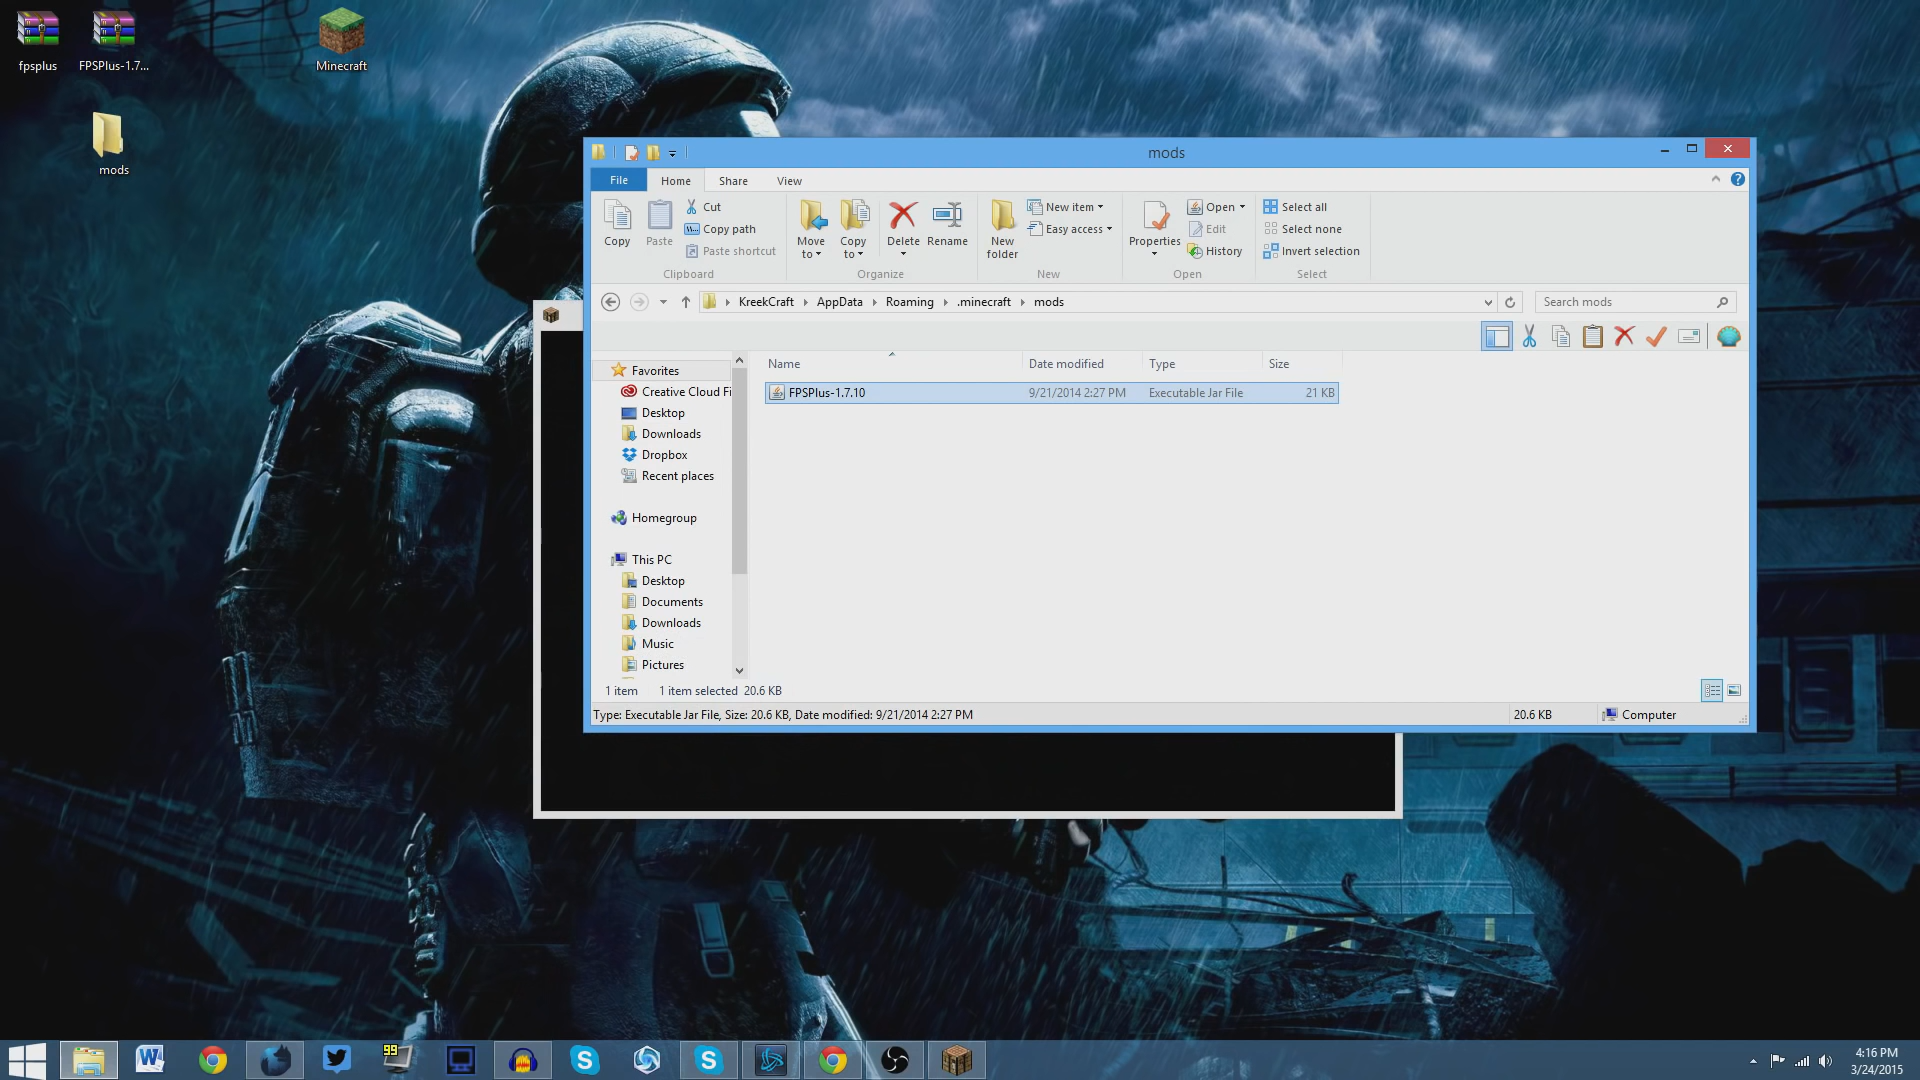 fpsplus
FPSPlus-1.7...
Minecraft
mods
mods
File
Home
Share
View
Copy
Paste
Cut
Copy path
Paste shortcut
Clipboard
Move to
Copy to
Delete
Rename
Organize
New folder
New item
Easy access
New
Properties
Open
Edit
History
Open
Select all
Select none
Invert selection
Select
KreekCraft
AppData
Roaming
.minecraft
mods
Search mods
Name
Date modified
Type
Size
FPSPlus-1.7.10
9/21/2014 2:27 PM
Executable Jar File
21 KB
Favorites
Creative Cloud Fi
Desktop
Downloads
Dropbox
Recent places
Homegroup
This PC
Desktop
Documents
Downloads
Music
Pictures
1 item
1 item selected 20.6 KB
Type: Executable Jar File, Size: 20.6 KB, Date modified: 9/21/2014 2:27 PM
20.6 KB
Computer
99
4:16 PM
3/24/2015